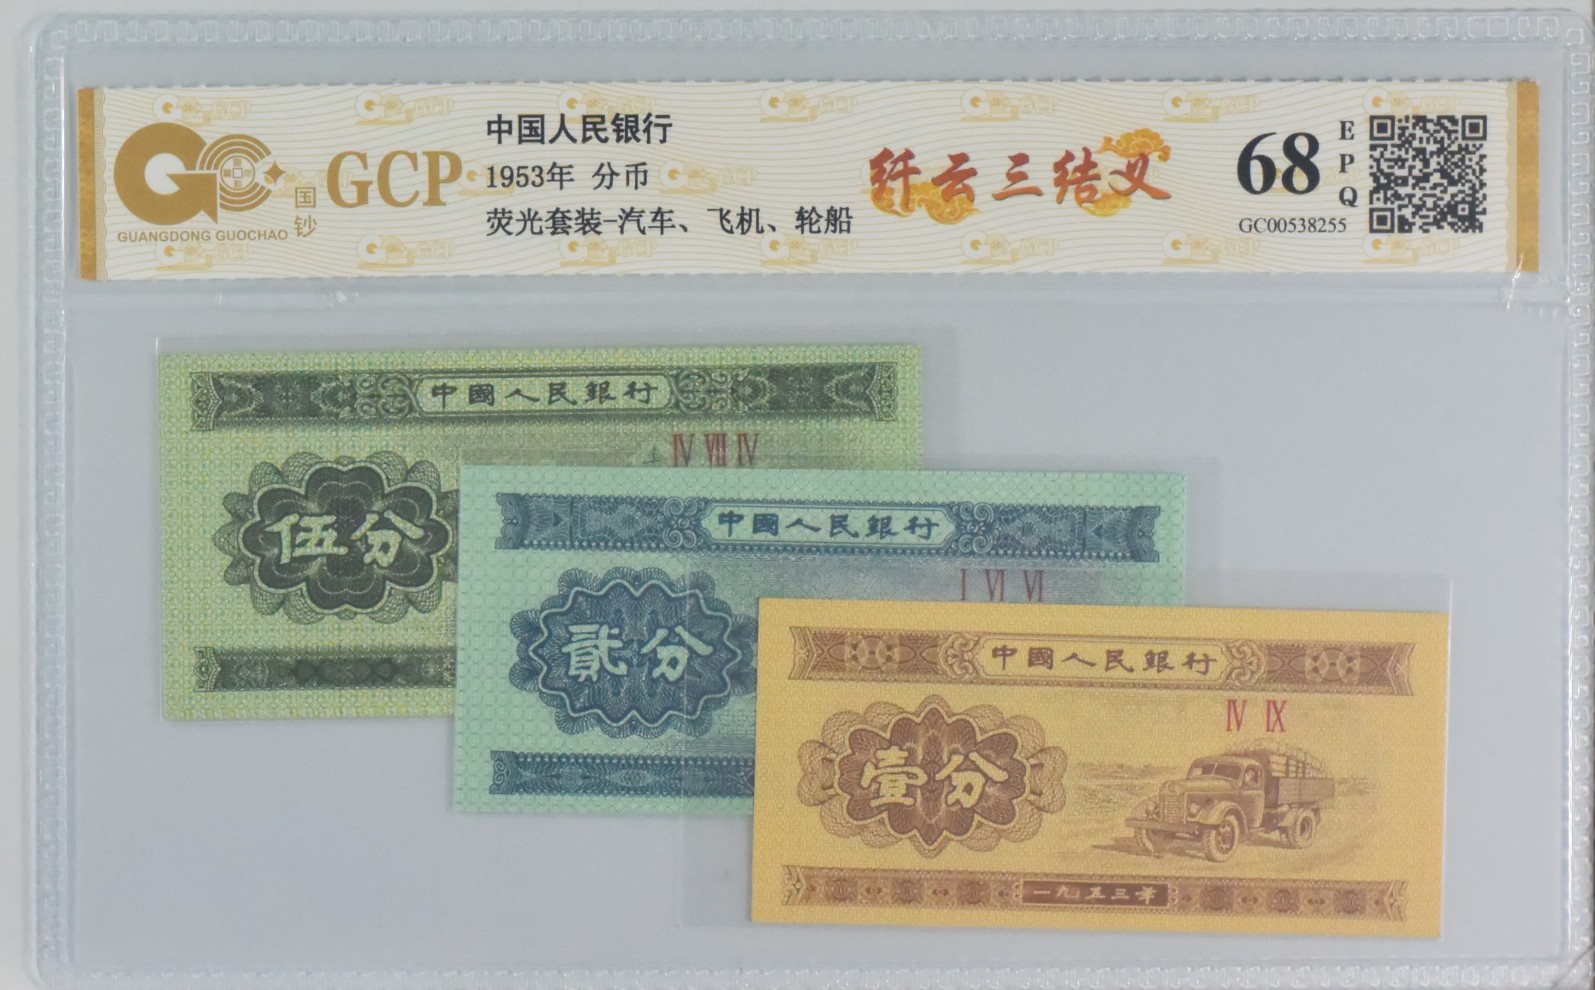 中国人民银行
1953年 分币
荧光套装-汽车、飞机、轮船
GCP
国钞
GUANGDONG GUOCHAO
纤云三结义
68
EPQ
GC00538255
中國人民銀行
IV VII IV
伍分
中國人民銀行
I VI VI
貳分
中國人民銀行
IV IX
壹分
一九五三年